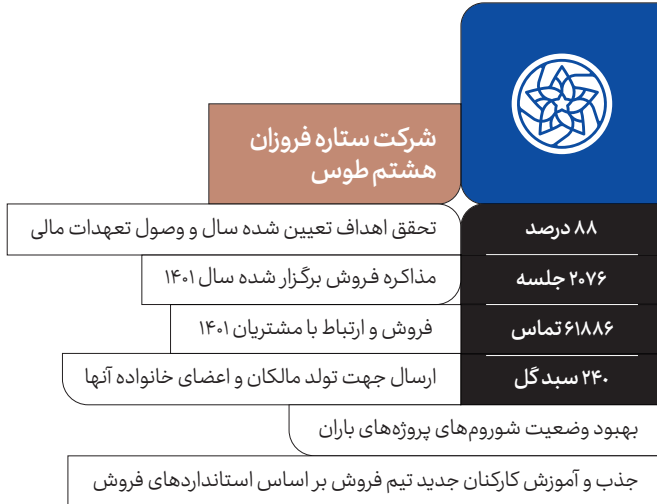 شرکت ستاره فروزان
هشتم طوس
۸۸ درصد
تحقق اهداف تعیین شده سال و وصول تعهدات مالی
۲۰۷۶ جلسه
مذاکره فروش برگزار شده سال ۱۴۰۱
۶۱۸۸۶ تماس
فروش و ارتباط با مشتریان ۱۴۰۱
۲۴۰ سبد گل
ارسال جهت تولد مالکان و اعضای خانواده آنها
بهبود وضعیت شوروم‌های پروژه‌های باران
جذب و آموزش کارکنان جدید تیم فروش بر اساس استانداردهای فروش